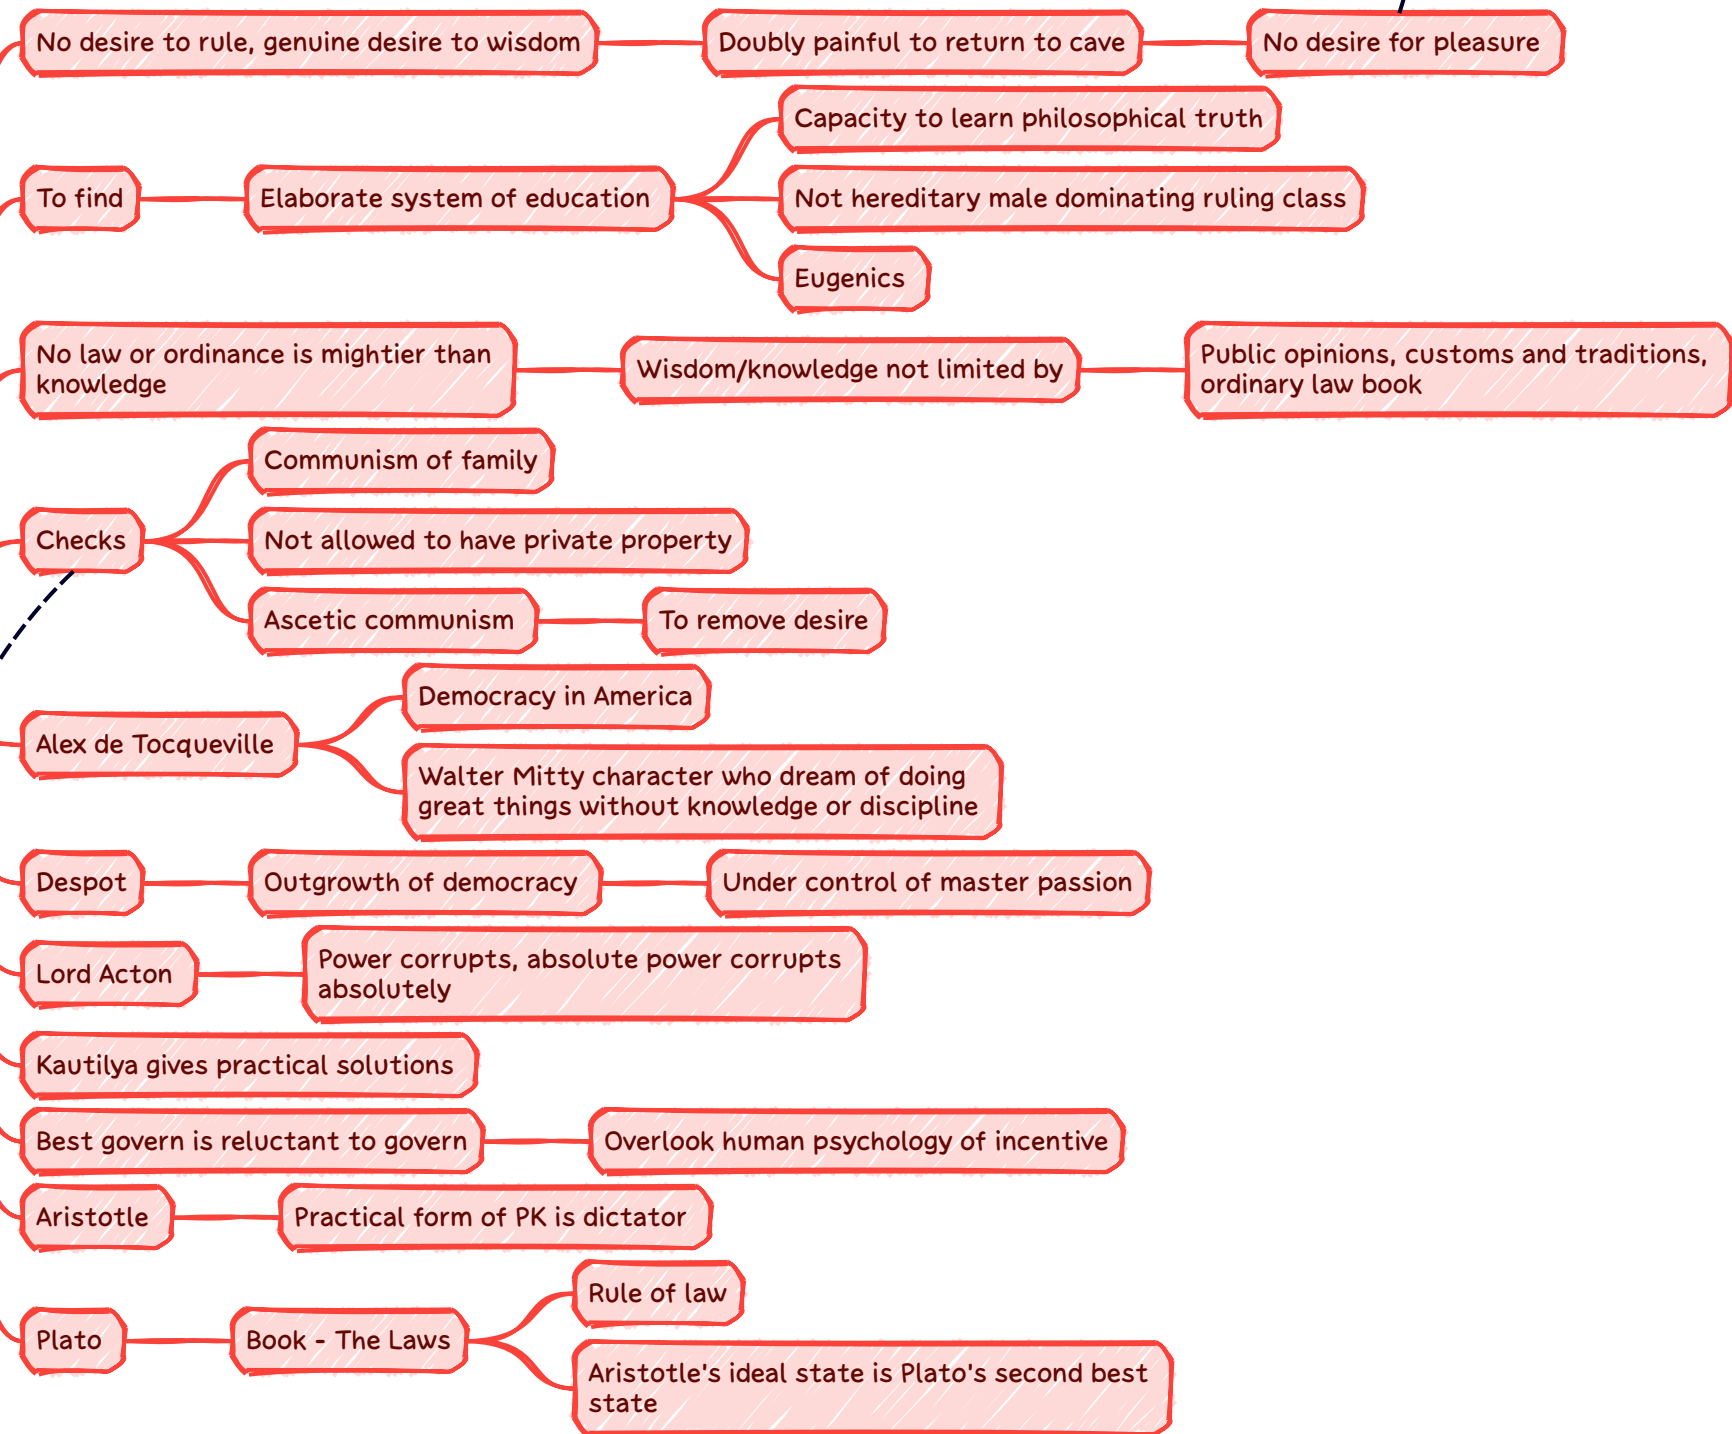 No desire to rule, genuine desire to wisdom
Doubly painful to return to cave
No desire for pleasure
To find
Elaborate system of education
Capacity to learn philosophical truth
Not hereditary male dominating ruling class
Eugenics
No law or ordinance is mightier than
knowledge
Wisdom/knowledge not limited by
Public opinions, customs and traditions,
ordinary law book
Checks
Communism of family
Not allowed to have private property
Ascetic communism
To remove desire
Alex de Tocqueville
Democracy in America
Walter Mitty character who dream of doing
great things without knowledge or discipline
Despot
Outgrowth of democracy
Under control of master passion
Lord Acton
Power corrupts, absolute power corrupts
absolutely
Kautilya gives practical solutions
Best govern is reluctant to govern
Overlook human psychology of incentive
Aristotle
Practical form of PK is dictator
Plato
Book - The Laws
Rule of law
Aristotle's ideal state is Plato's second best
state